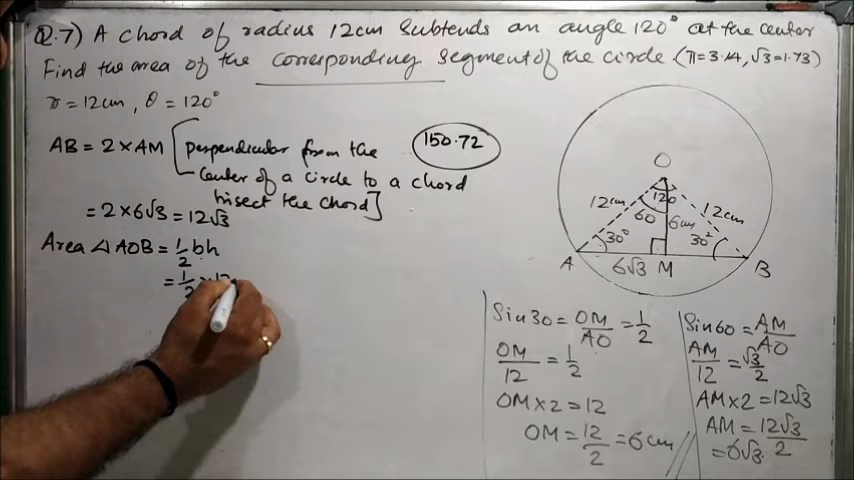 Q.7) A chord of radius 12cm Subtends an angle 120° at the center
Find the area of the corresponding segment of the circle. (π=3.14, √3=1.73)
r = 12cm, θ = 120°
AB = 2 × AM [perpendicular from the
center of a circle to a chord
bisect the chord]
150.72
= 2×6√3 = 12√3
Area △ AOB = 1/2 bh
= 1/2 × 12
O
120
12cm
60
6cm
12cm
30°
30°
A
6√3
M
B
Sin30 = OM/AO = 1/2
OM/12 = 1/2
OM×2 = 12
OM = 12/2 = 6cm
Sin60 = AM/AO
AM/12 = √3/2
AM×2 = 12√3
AM = 12√3/2
= 6√3.